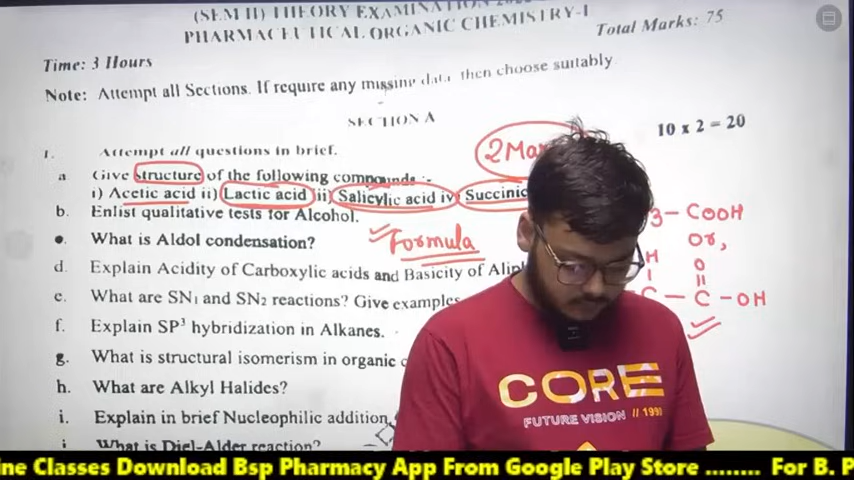 (SEM II) THEORY EXAMINATION
PHARMACEUTICAL ORGANIC CHEMISTRY-I
Time: 3 Hours
Total Marks: 75
Note: Attempt all Sections. If require any missing data, then choose suitably.
SECTION A
1. Attempt all questions in brief.
10 x 2 = 20
2Mar
a Give structure of the following compounds :-
i) Acetic acid ii) Lactic acid ii) Salicylic acid iv) Succinic
b. Enlist qualitative tests for Alcohol.
What is Aldol condensation?
Formula
d. Explain Acidity of Carboxylic acids and Basicity of Alip
e. What are SN1 and SN2 reactions? Give examples
f. Explain SP3 hybridization in Alkanes.
g. What is structural isomerism in organic c
h. What are Alkyl Halides?
i. Explain in brief Nucleophilic addition
What is Diel-Alder reaction?
3 - COOH
Or,
H O
C - C - OH
CORE
FUTURE VISION // 1990
ne Classes Download Bsp Pharmacy App From Google Play Store ........ For B. P